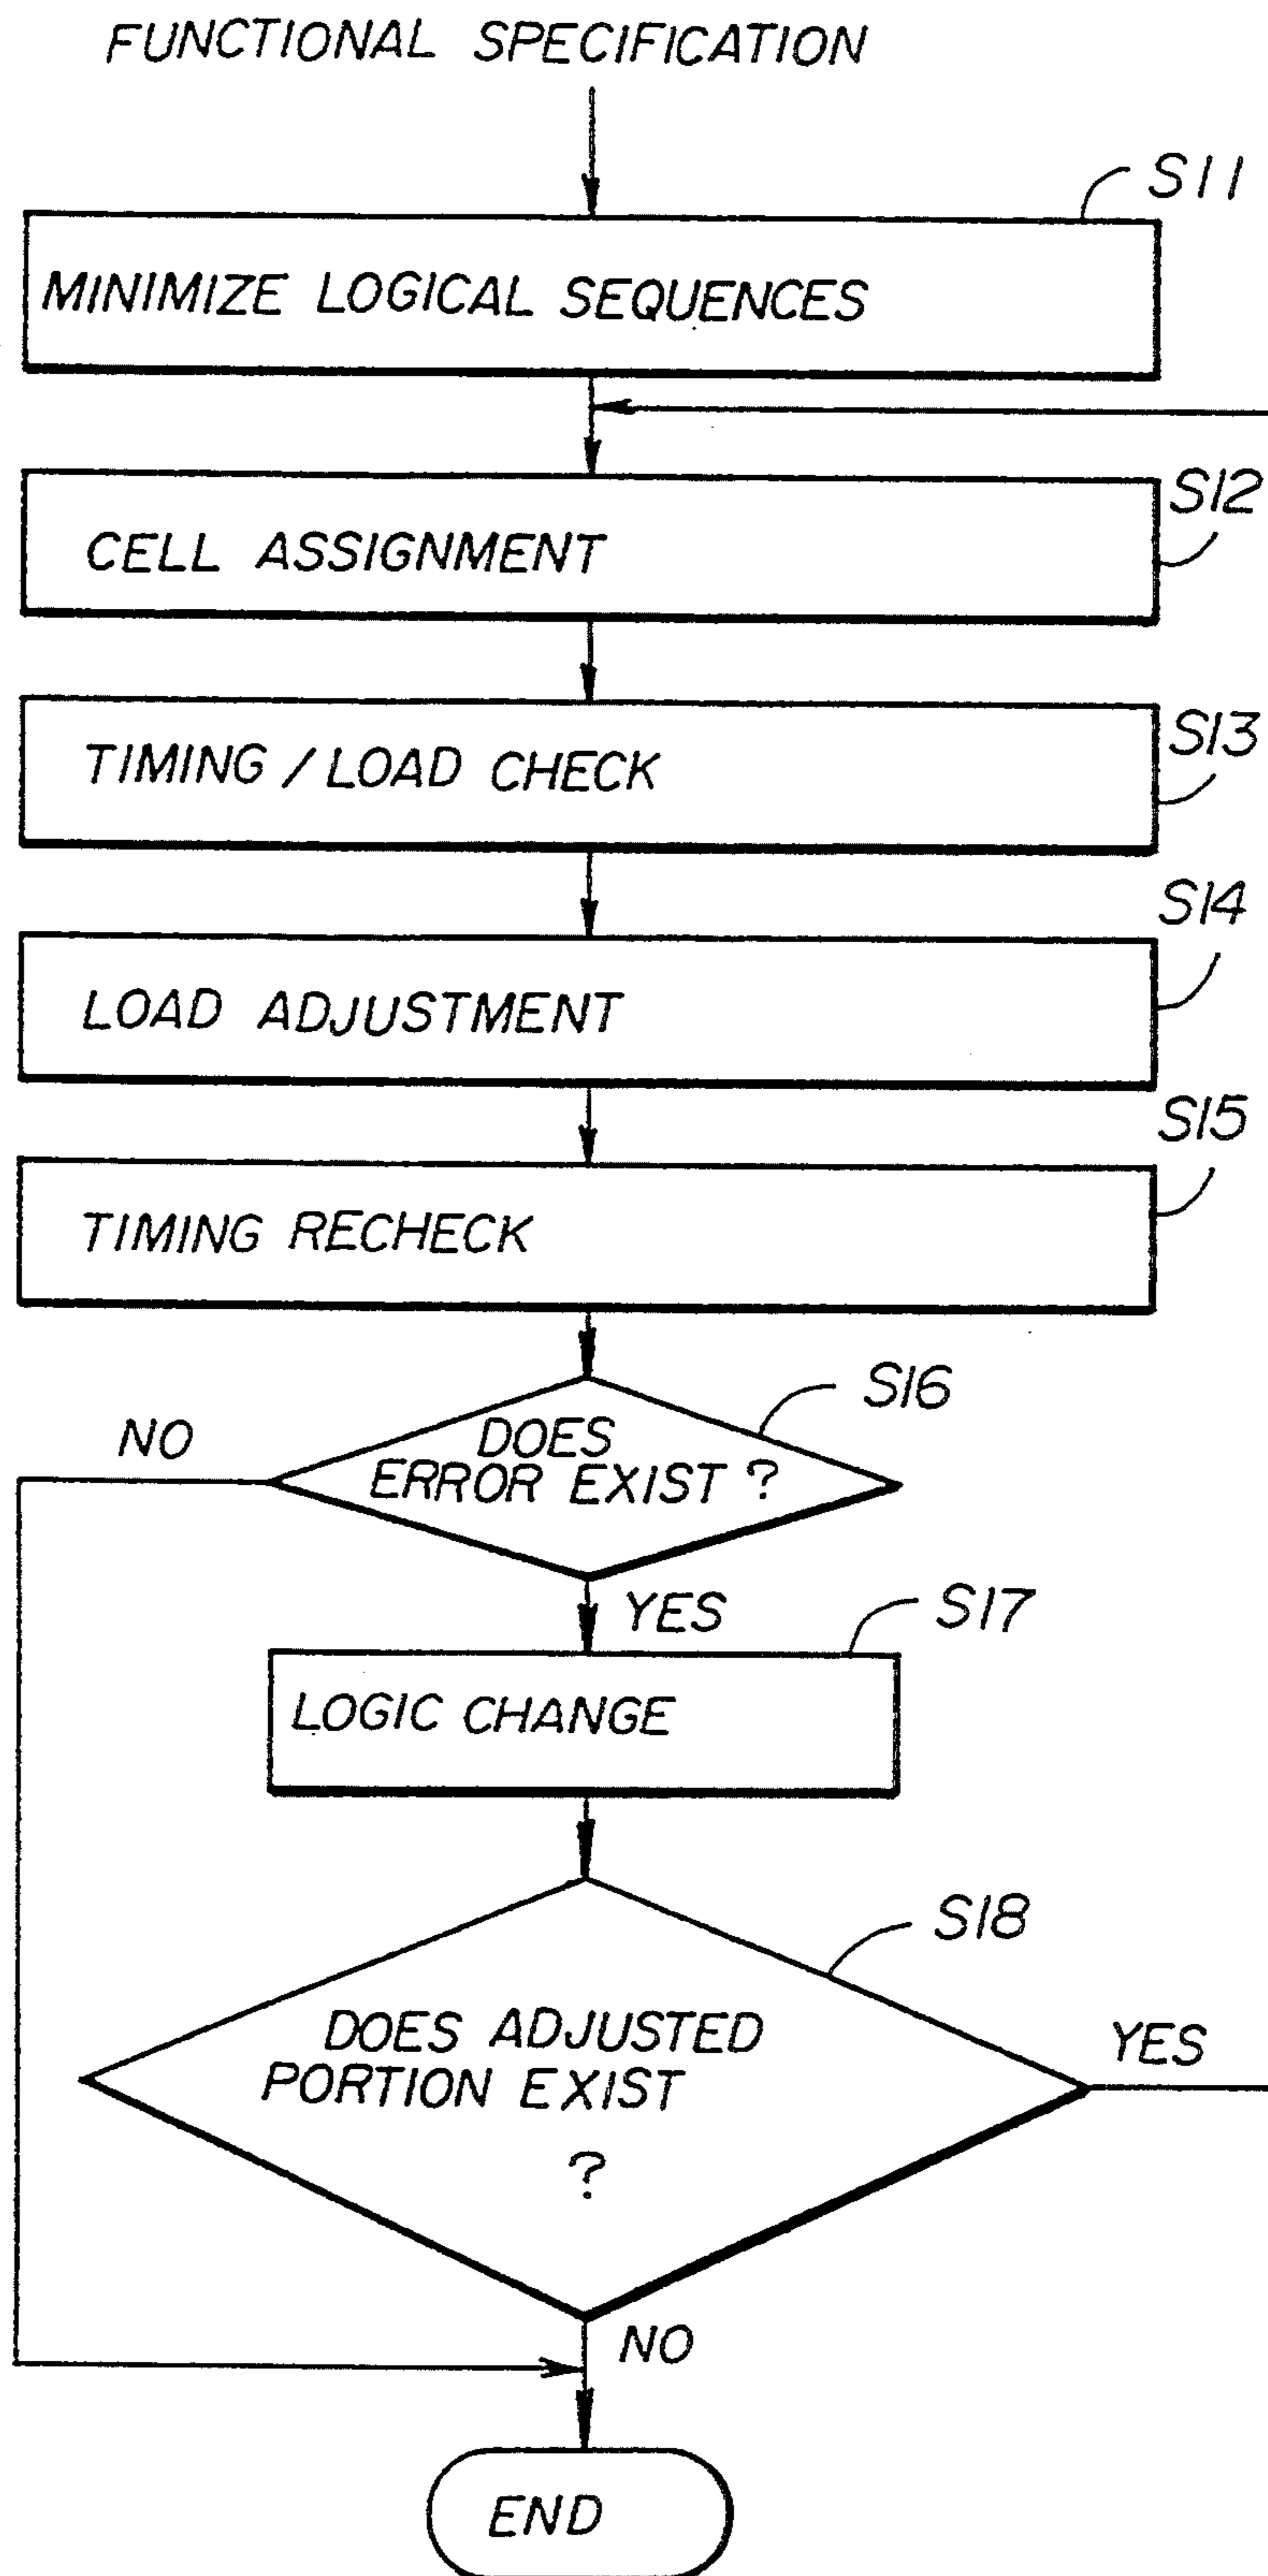 FUNCTIONAL SPECIFICATION
S11
MINIMIZE LOGICAL SEQUENCES
S12
CELL ASSIGNMENT
S13
TIMING / LOAD CHECK
S14
LOAD ADJUSTMENT
S15
TIMING RECHECK
S16
NO
DOES
ERROR EXIST ?
YES
S17
LOGIC CHANGE
S18
DOES ADJUSTED
PORTION EXIST
?
YES
NO
END